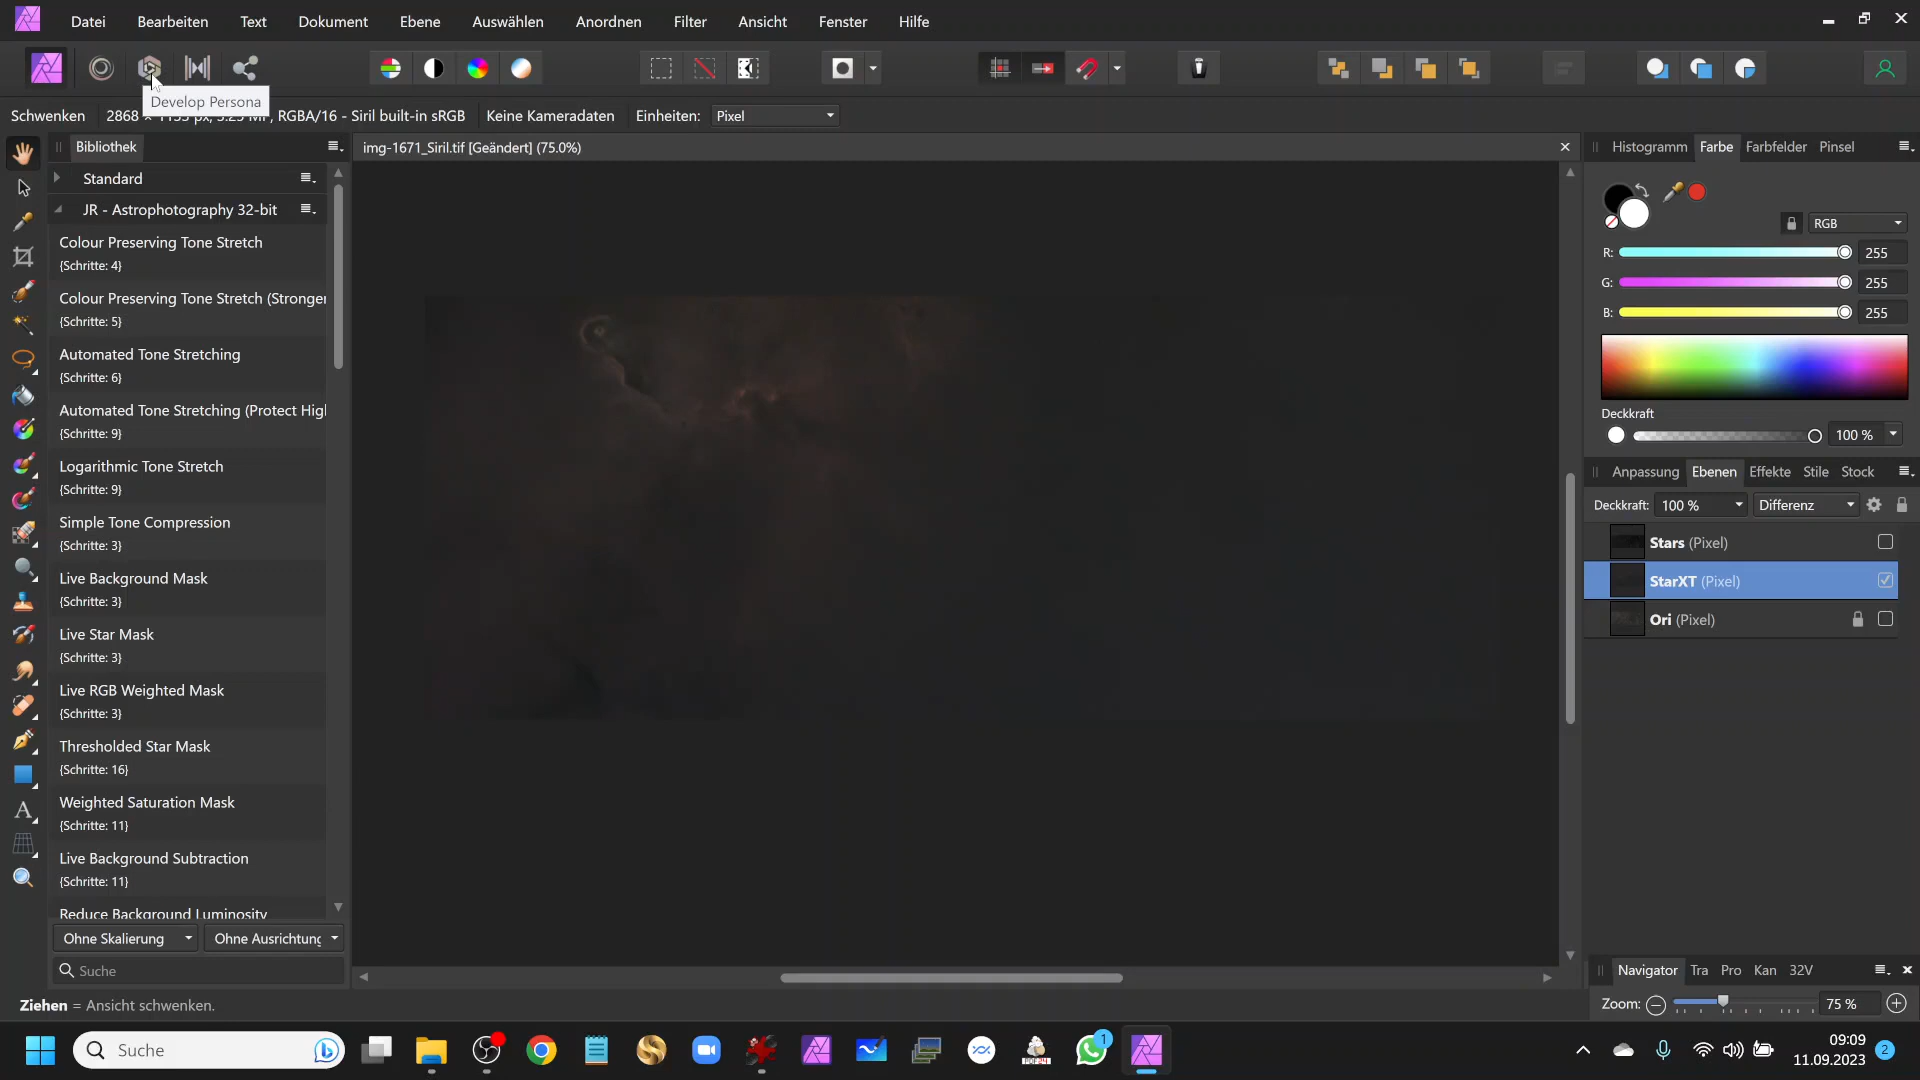 Datei Bearbeiten Text Dokument Ebene Auswählen Anordnen Filter Ansicht Fenster Hilfe
Develop Persona
Schwenken 2868 × px, RGBA/16 - Siril built-in sRGB Keine Kameradaten Einheiten: Pixel
Bibliothek
img-1671_Siril.tif [Geändert] (75.0%)
Histogramm Farbe Farbfelder Pinsel
Standard
JR - Astrophotography 32-bit
Colour Preserving Tone Stretch
{Schritte: 4}
Colour Preserving Tone Stretch (Stronger
{Schritte: 5}
Automated Tone Stretching
{Schritte: 6}
Automated Tone Stretching (Protect Higl
{Schritte: 9}
Logarithmic Tone Stretch
{Schritte: 9}
Simple Tone Compression
{Schritte: 3}
Live Background Mask
{Schritte: 3}
Live Star Mask
{Schritte: 3}
Live RGB Weighted Mask
{Schritte: 3}
Thresholded Star Mask
{Schritte: 16}
Weighted Saturation Mask
{Schritte: 11}
Live Background Subtraction
{Schritte: 11}
Reduce Background Luminosity
Ohne Skalierung Ohne Ausrichtung
Suche
RGB
R: 255
G: 255
B: 255
Deckkraft
100 %
Anpassung Ebenen Effekte Stile Stock
Deckkraft: 100 % Differenz
Stars (Pixel)
StarXT (Pixel)
Ori (Pixel)
Navigator Tra Pro Kan 32V
Zoom: 75 %
Ziehen = Ansicht schwenken.
Suche
PDF24
1
09:09
11.09.2023
2